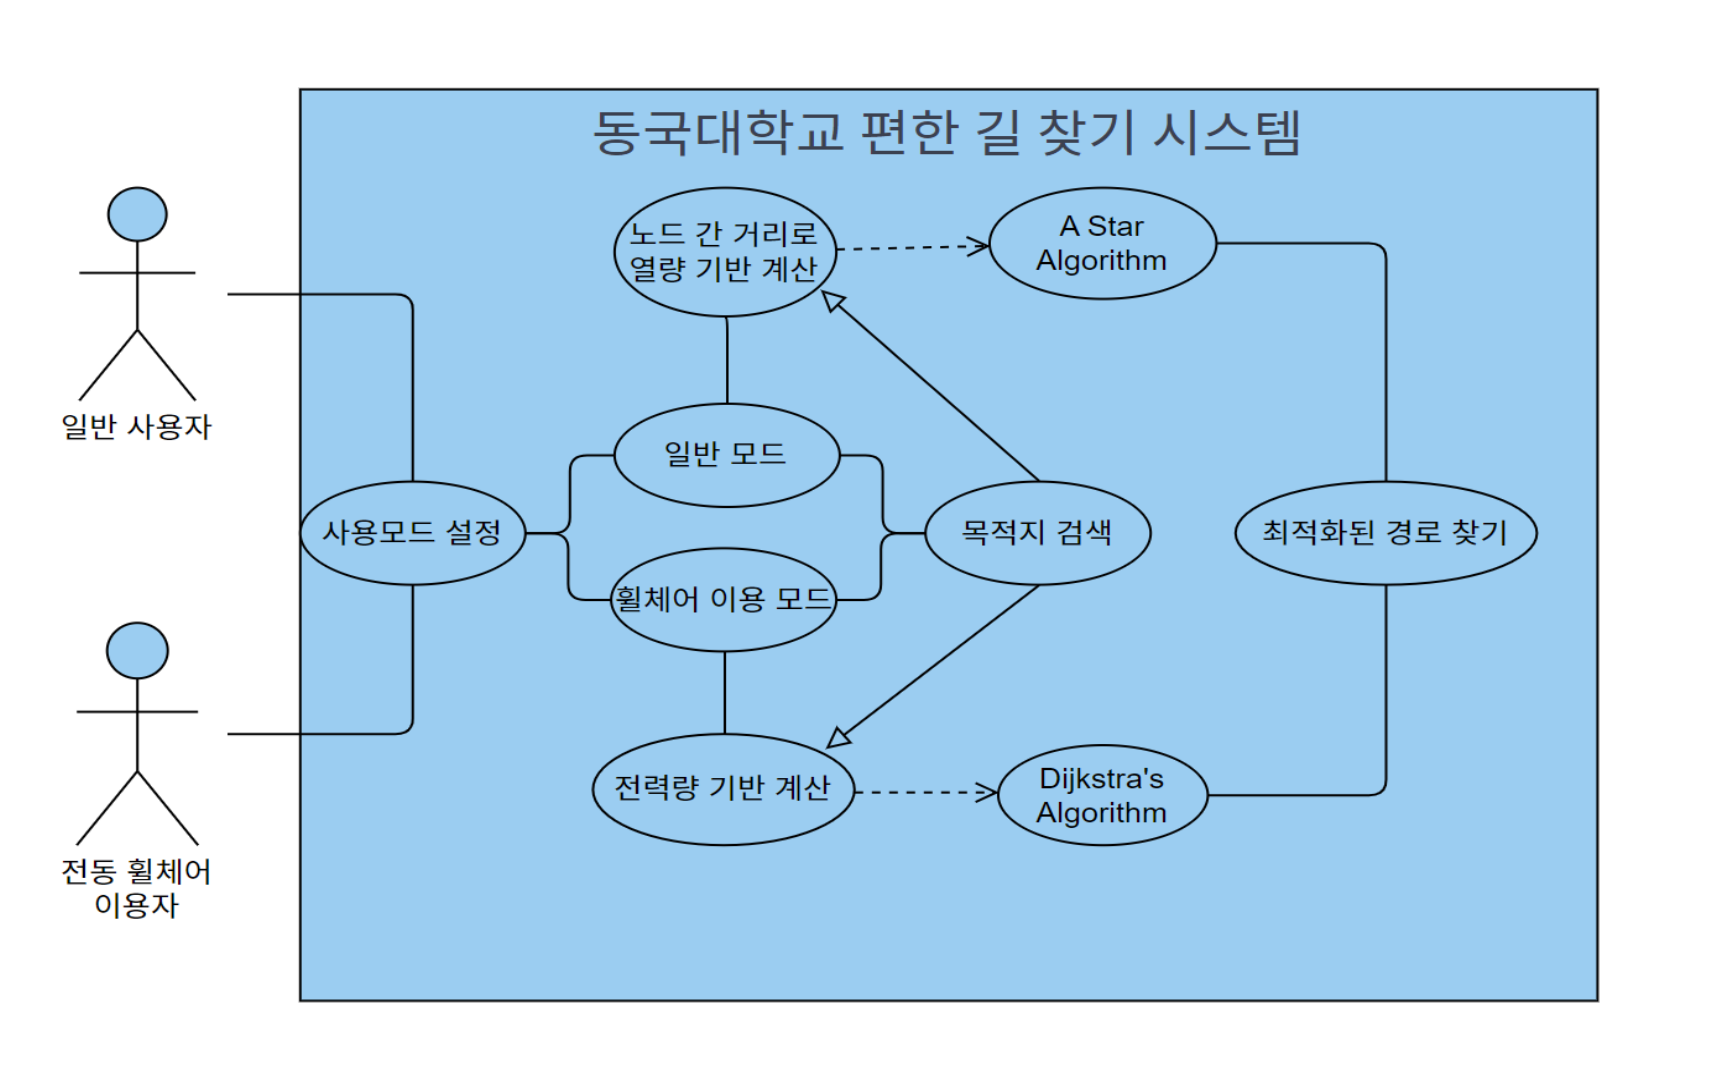 동국대학교 편한 길 찾기 시스템
노드 간 거리로
열량 기반 계산
A Star
Algorithm
일반 사용자
일반 모드
사용모드 설정
목적지 검색
최적화된 경로 찾기
휠체어 이용 모드
전력량 기반 계산
Dijkstra's
Algorithm
전동 휠체어
이용자